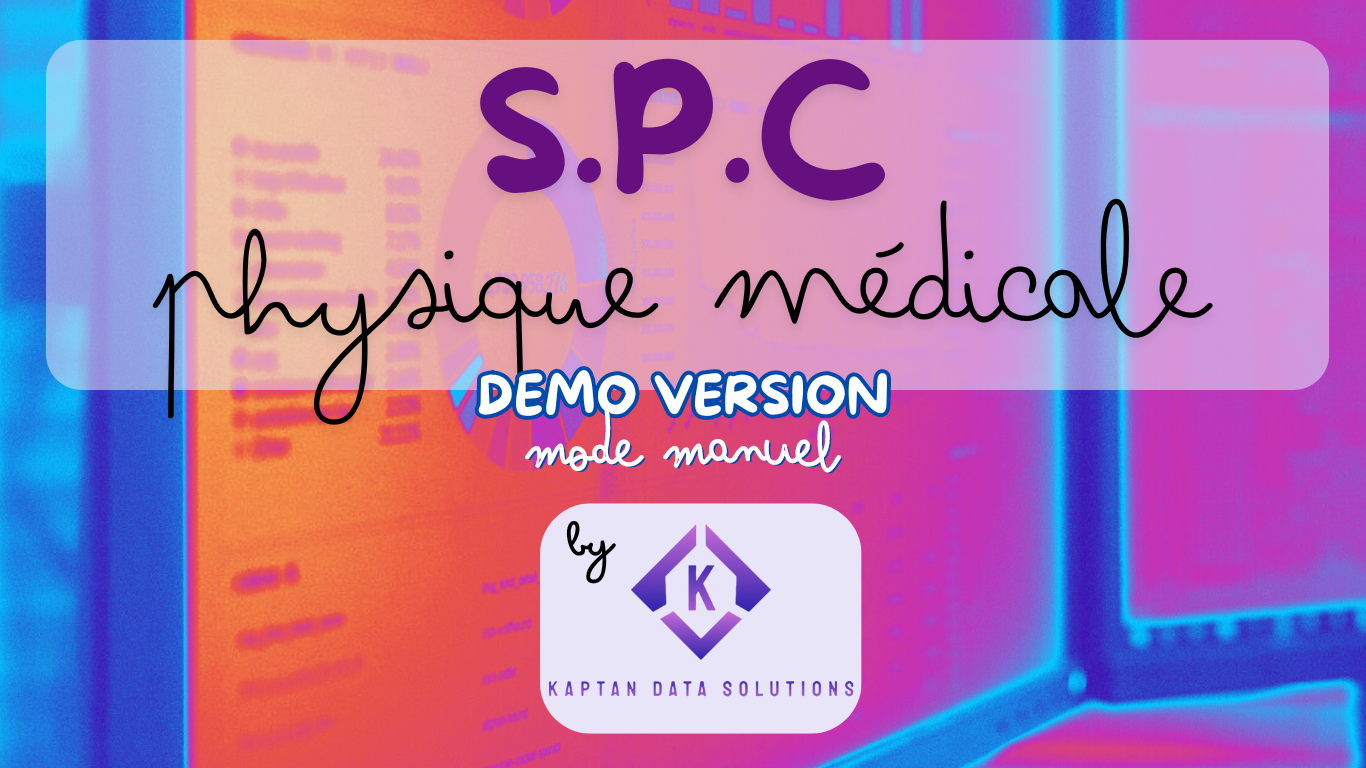 S.P.C
physique médicale
DEMO VERSION
mode manuel
by
K
KAPTAN DATA SOLUTIONS